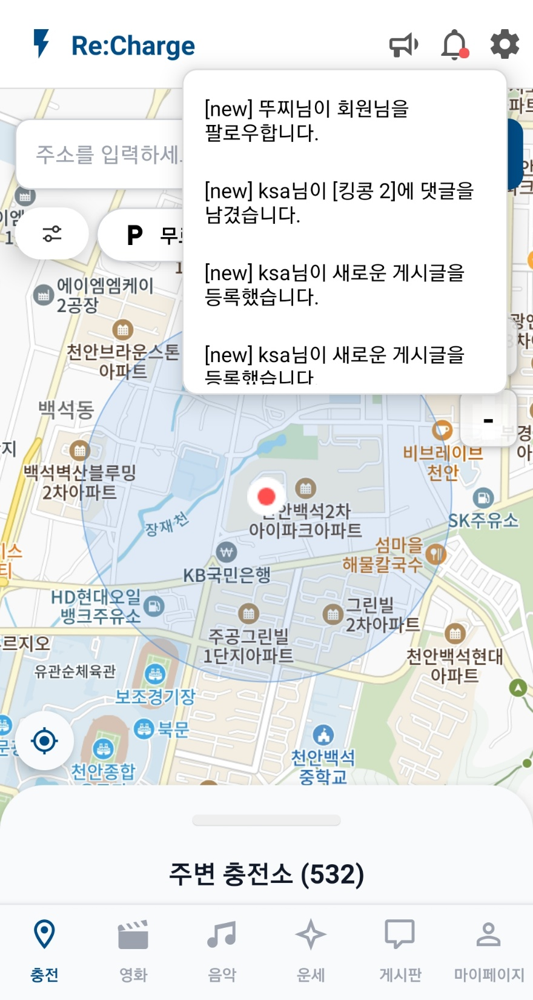 Re:Charge
[new] 뚜찌님이 회원님을
팔로우합니다.
[new] ksa님이 [킹콩 2]에 댓글을
남겼습니다.
[new] ksa님이 새로운 게시글을
등록했습니다.
[new] ksa님이 새로운 게시글을
등록했습니다.
주소를 입력하세
P 무
에이엠엠케이
2공장
천안브라운스톤
아파트
백석동
지
백석벽산블루밍
2차아파트
장재천
천안백석2차
아이파크아파트
비브레이브
천안
SK주유소
섬마을
해물칼국수
KB국민은행
HD현대오일
뱅크주유소
그린빌
2차아파트
주공그린빌
1단지아파트
천안백석현대
아파트
르지오
유관순체육관
보조경기장
북문
천안종합
천안백석
중학교
-
주변 충전소 (532)
충전
영화
음악
운세
게시판
마이페이지